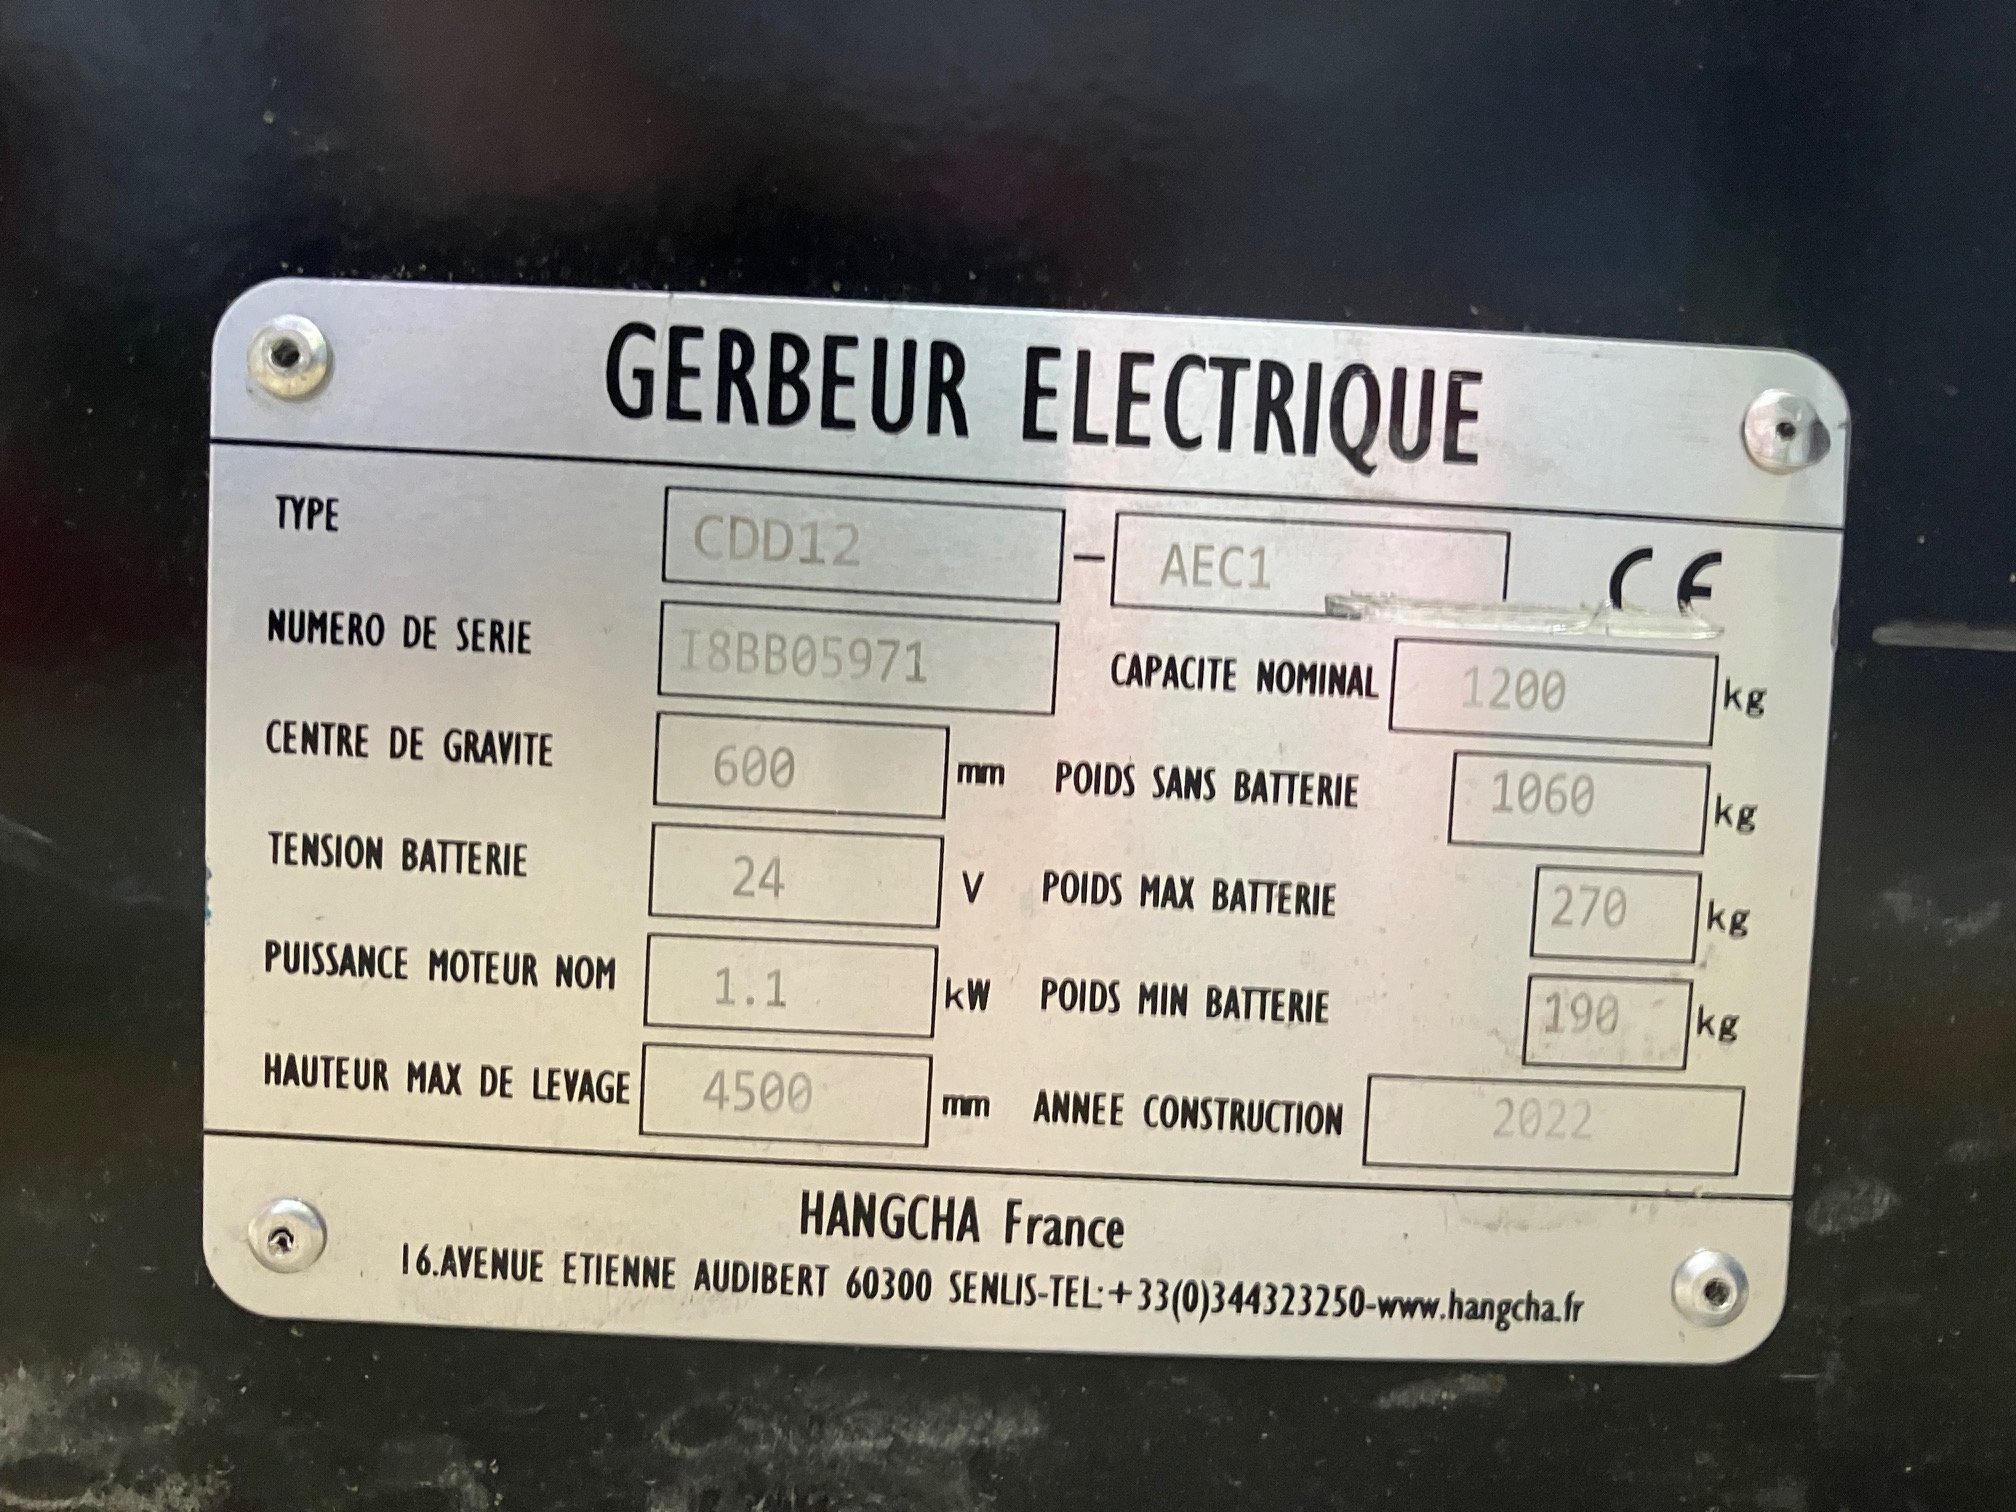 GERBEUR ELECTRIQUE
TYPE CDD12 - AEC1 CE
NUMERO DE SERIE I8BB05971
CAPACITE NOMINAL 1200 kg
CENTRE DE GRAVITE 600 mm POIDS SANS BATTERIE 1060 kg
TENSION BATTERIE 24 V POIDS MAX BATTERIE 270 kg
PUISSANCE MOTEUR NOM 1.1 kW POIDS MIN BATTERIE 190 kg
HAUTEUR MAX DE LEVAGE 4500 mm ANNEE CONSTRUCTION 2022
HANGCHA France
16.AVENUE ETIENNE AUDIBERT 60300 SENLIS-TEL:+33(0)344323250-www.hangcha.fr